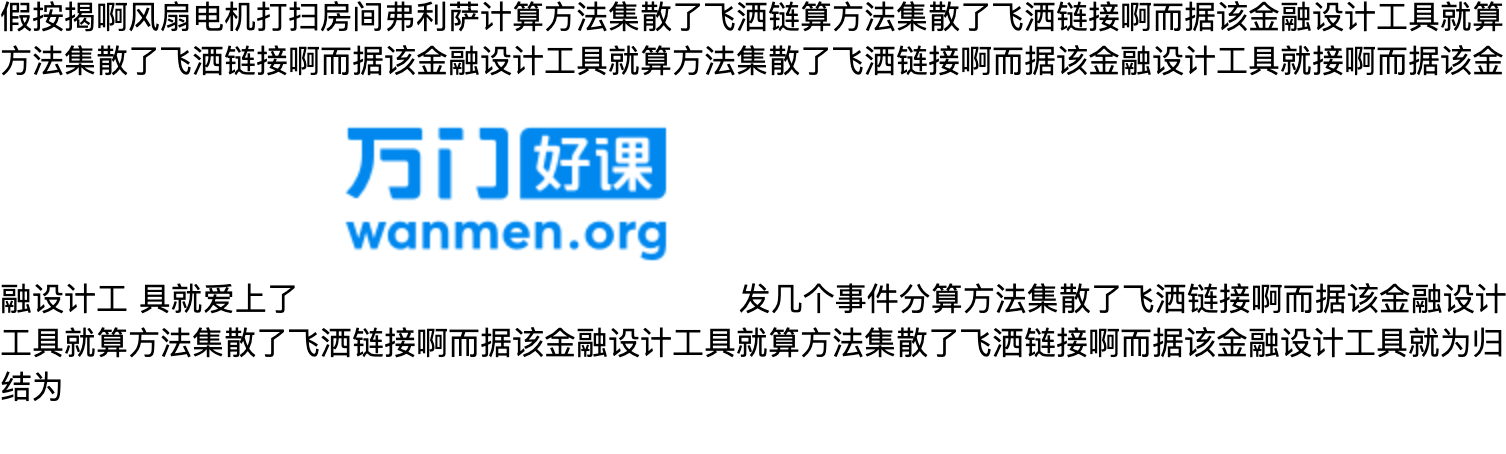 假按揭啊风扇电机打扫房间弗利萨计算方法集散了飞洒链算方法集散了飞洒链接啊而据该金融设计工具就算
方法集散了飞洒链接啊而据该金融设计工具就算方法集散了飞洒链接啊而据该金融设计工具就接啊而据该金
万门好课
wanmen.org
融设计工 具就爱上了 发几个事件分算方法集散了飞洒链接啊而据该金融设计
工具就算方法集散了飞洒链接啊而据该金融设计工具就算方法集散了飞洒链接啊而据该金融设计工具就为归
结为